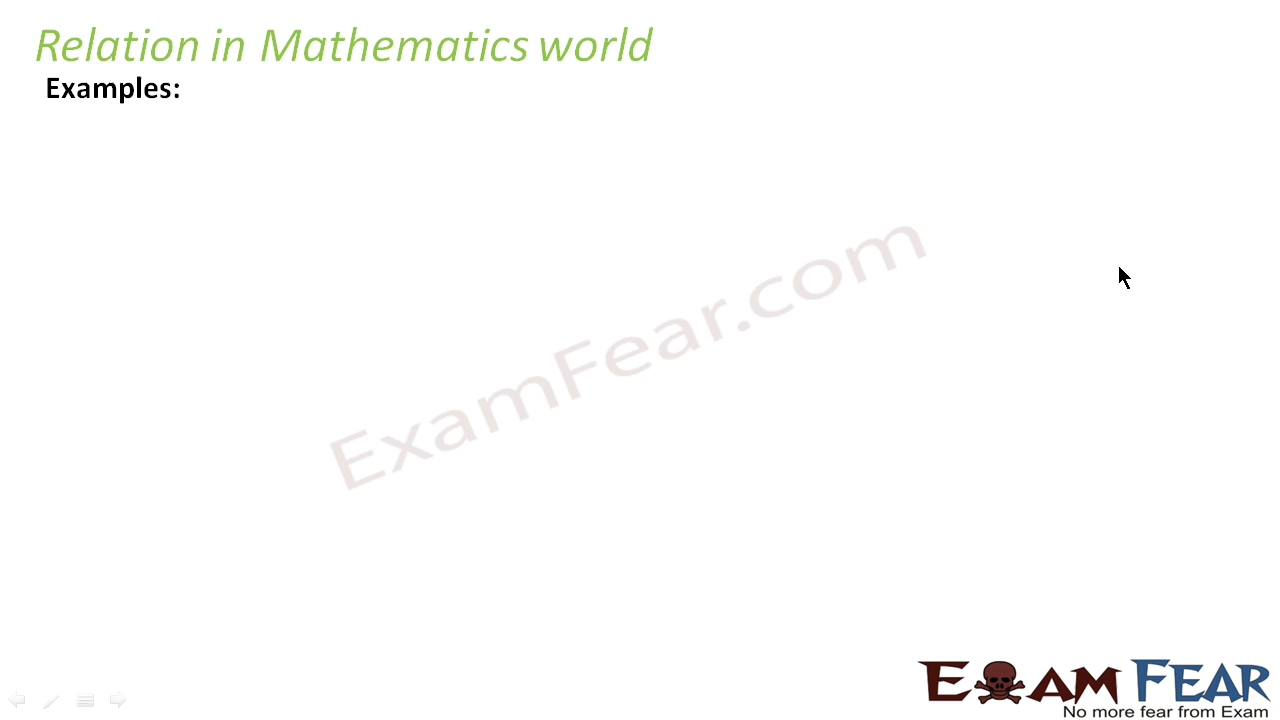 Relation in Mathematics world
Examples:
ExamFear.com
EXAM FEAR
No more fear from Exam